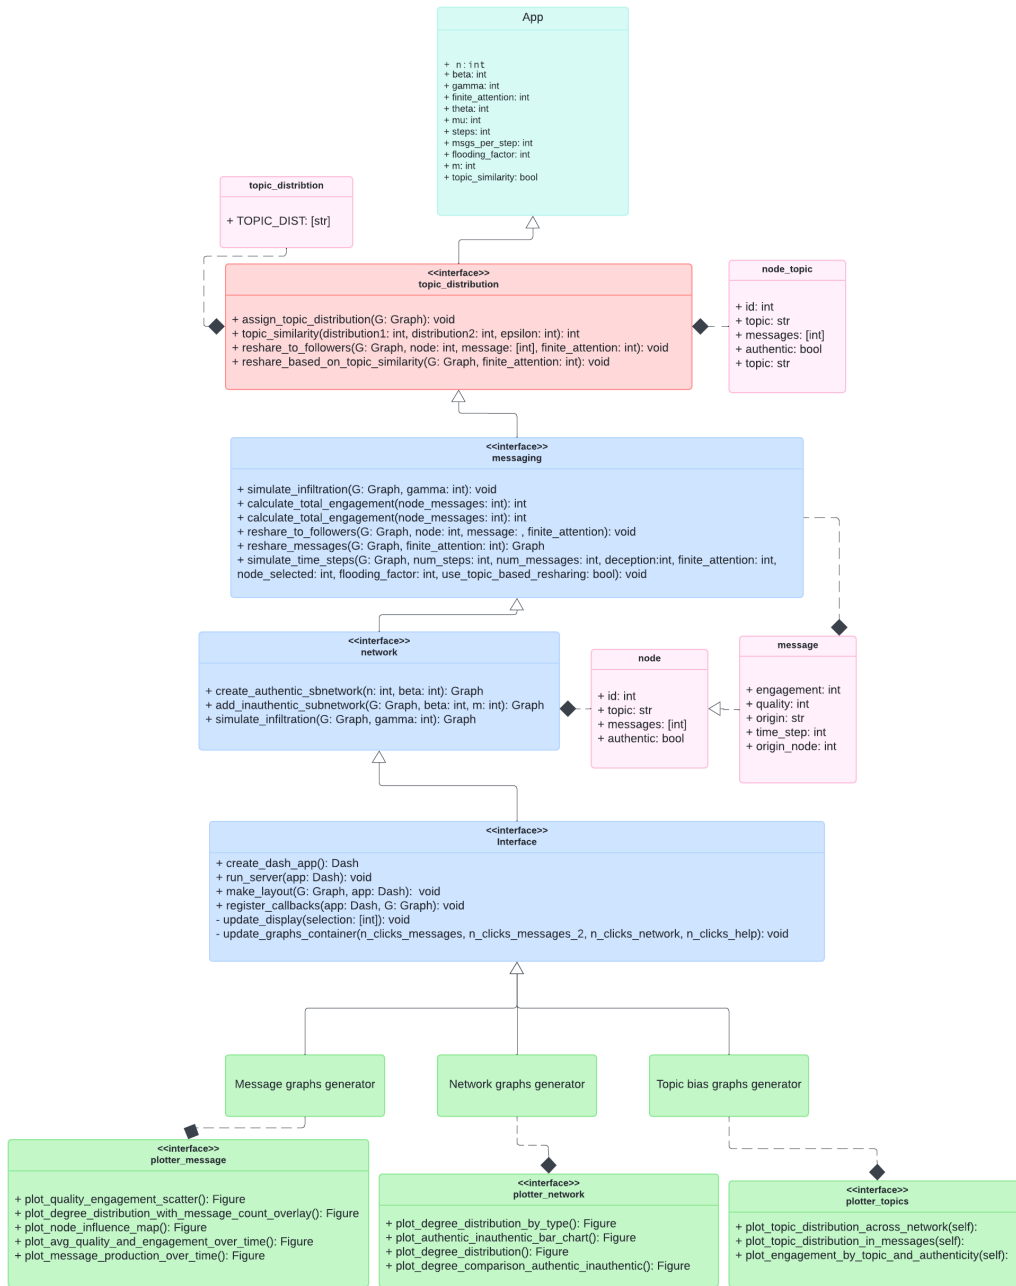 App
+ n:int
+ beta: int
+ gamma: int
+ finite_attention: int
+ theta: int
+ mu: int
+ steps: int
+ msgs_per_step: int
+ flooding_factor: int
+ m: int
+ topic_similarity: bool
topic_distribtion
+ TOPIC_DIST: [str]
<<interface>>
topic_distribution
+ assign_topic_distribution(G: Graph): void
+ topic_similarity(distribution1: int, distribution2: int, epsilon: int): int
+ reshare_to_followers(G: Graph, node: int, message: [int], finite_attention: int): void
+ reshare_based_on_topic_similarity(G: Graph, finite_attention: int): void
node_topic
+ id: int
+ topic: str
+ messages: [int]
+ authentic: bool
+ topic: str
<<interface>>
messaging
+ simulate_infiltration(G: Graph, gamma: int): void
+ calculate_total_engagement(node_messages: int): int
+ calculate_total_engagement(node_messages: int): int
+ reshare_to_followers(G: Graph, node: int, message: , finite_attention): void
+ reshare_messages(G: Graph, finite_attention: int): Graph
+ simulate_time_steps(G: Graph, num_steps: int, num_messages: int, deception:int, finite_attention: int,
node_selected: int, flooding_factor: int, use_topic_based_resharing: bool): void
<<interface>>
network
+ create_authentic_sbnetwork(n: int, beta: int): Graph
+ add_inauthentic_subnetwork(G: Graph, beta: int, m: int): Graph
+ simulate_infiltration(G: Graph, gamma: int): Graph
node
+ id: int
+ topic: str
+ messages: [int]
+ authentic: bool
message
+ engagement: int
+ quality: int
+ origin: str
+ time_step: int
+ origin_node: int
<<interface>>
Interface
+ create_dash_app(): Dash
+ run_server(app: Dash): void
+ make_layout(G: Graph, app: Dash): void
+ register_callbacks(app: Dash, G: Graph): void
- update_display(selection: [int]): void
- update_graphs_container(n_clicks_messages, n_clicks_messages_2, n_clicks_network, n_clicks_help): void
Message graphs generator
Network graphs generator
Topic bias graphs generator
<<interface>>
plotter_message
+ plot_quality_engagement_scatter(): Figure
+ plot_degree_distribution_with_message_count_overlay(): Figure
+ plot_node_influence_map(): Figure
+ plot_avg_quality_and_engagement_over_time(): Figure
+ plot_message_production_over_time(): Figure
<<interface>>
plotter_network
+ plot_degree_distribution_by_type(): Figure
+ plot_authentic_inauthentic_bar_chart(): Figure
+ plot_degree_distribution(): Figure
+ plot_degree_comparison_authentic_inauthentic(): Figure
<<interface>>
plotter_topics
+ plot_topic_distribution_across_network(self):
+ plot_topic_distribution_in_messages(self):
+ plot_engagement_by_topic_and_authenticity(self):